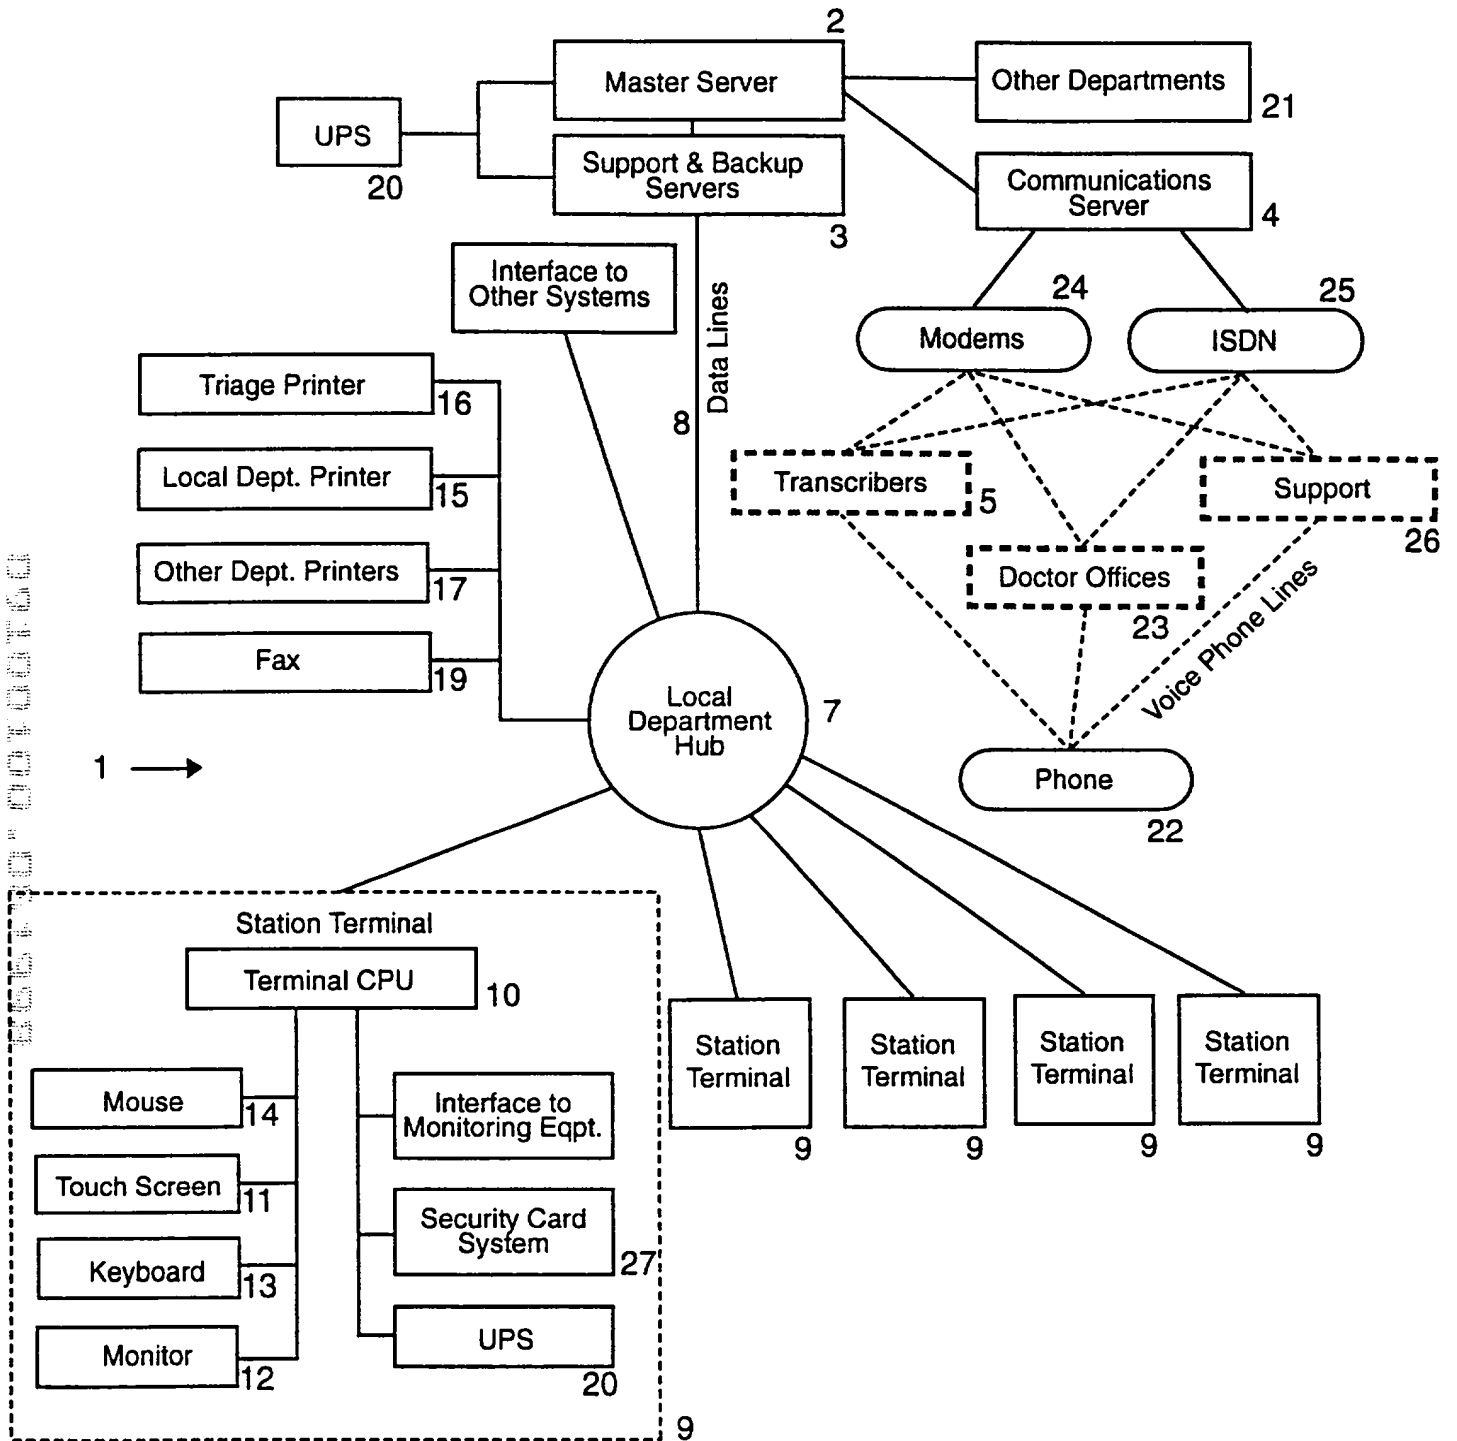 2
Master Server
Other Departments
21
UPS
20
Support & Backup
Servers
3
Communications
Server
4
Interface to
Other Systems
Data Lines
8
24
Modems
25
ISDN
Triage Printer
16
Local Dept. Printer
15
Other Dept. Printers
17
Fax
19
Transcribers
5
Support
26
Doctor Offices
23
Voice Phone Lines
Local
Department
Hub
7
Phone
22
1
Station Terminal
Terminal CPU
10
Mouse
14
Touch Screen
11
Keyboard
13
Monitor
12
Interface to
Monitoring Eqpt.
Security Card
System
27
UPS
20
9
Station
Terminal
9
Station
Terminal
9
Station
Terminal
9
Station
Terminal
9